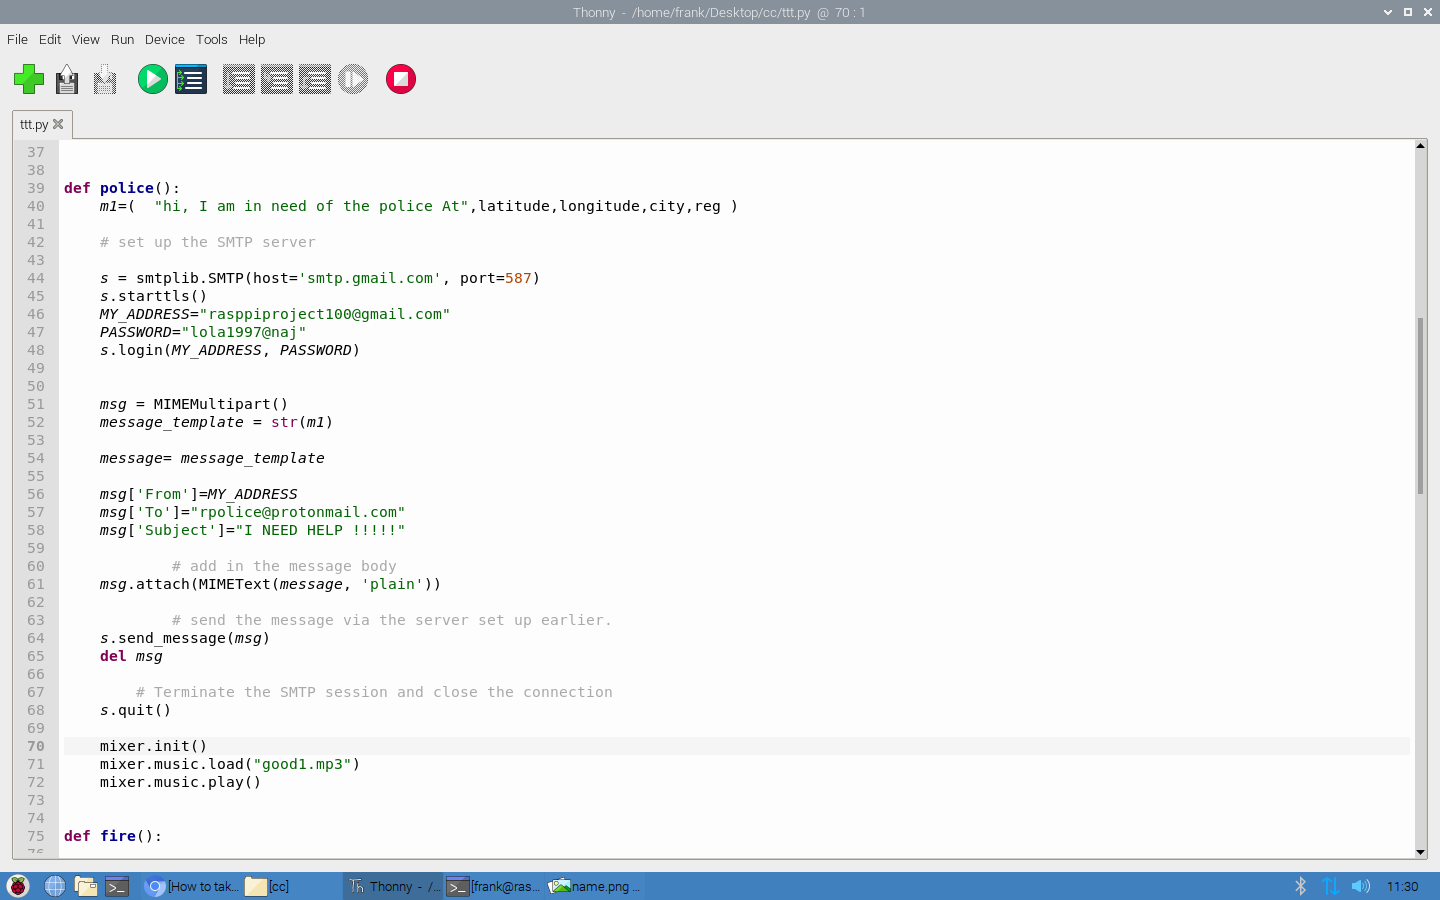 Thonny - /home/frank/Desktop/cc/ttt.py @ 70 : 1
File Edit View Run Device Tools Help
ttt.py
37
38
39 def police():
40     m1=(  "hi, I am in need of the police At",latitude,longitude,city,reg )
41
42     # set up the SMTP server
43
44     s = smtplib.SMTP(host='smtp.gmail.com', port=587)
45     s.starttls()
46     MY_ADDRESS="rasppiproject100@gmail.com"
47     PASSWORD="lola1997@naj"
48     s.login(MY_ADDRESS, PASSWORD)
49
50
51     msg = MIMEMultipart()
52     message_template = str(m1)
53
54     message= message_template
55
56     msg['From']=MY_ADDRESS
57     msg['To']="rpolice@protonmail.com"
58     msg['Subject']="I NEED HELP !!!!!"
59
60             # add in the message body
61     msg.attach(MIMEText(message, 'plain'))
62
63             # send the message via the server set up earlier.
64     s.send_message(msg)
65     del msg
66
67         # Terminate the SMTP session and close the connection
68     s.quit()
69
70     mixer.init()
71     mixer.music.load("good1.mp3")
72     mixer.music.play()
73
74
75 def fire():
76
[How to tak... [cc] Th Thonny - /... [frank@ras... name.png ... 11:30